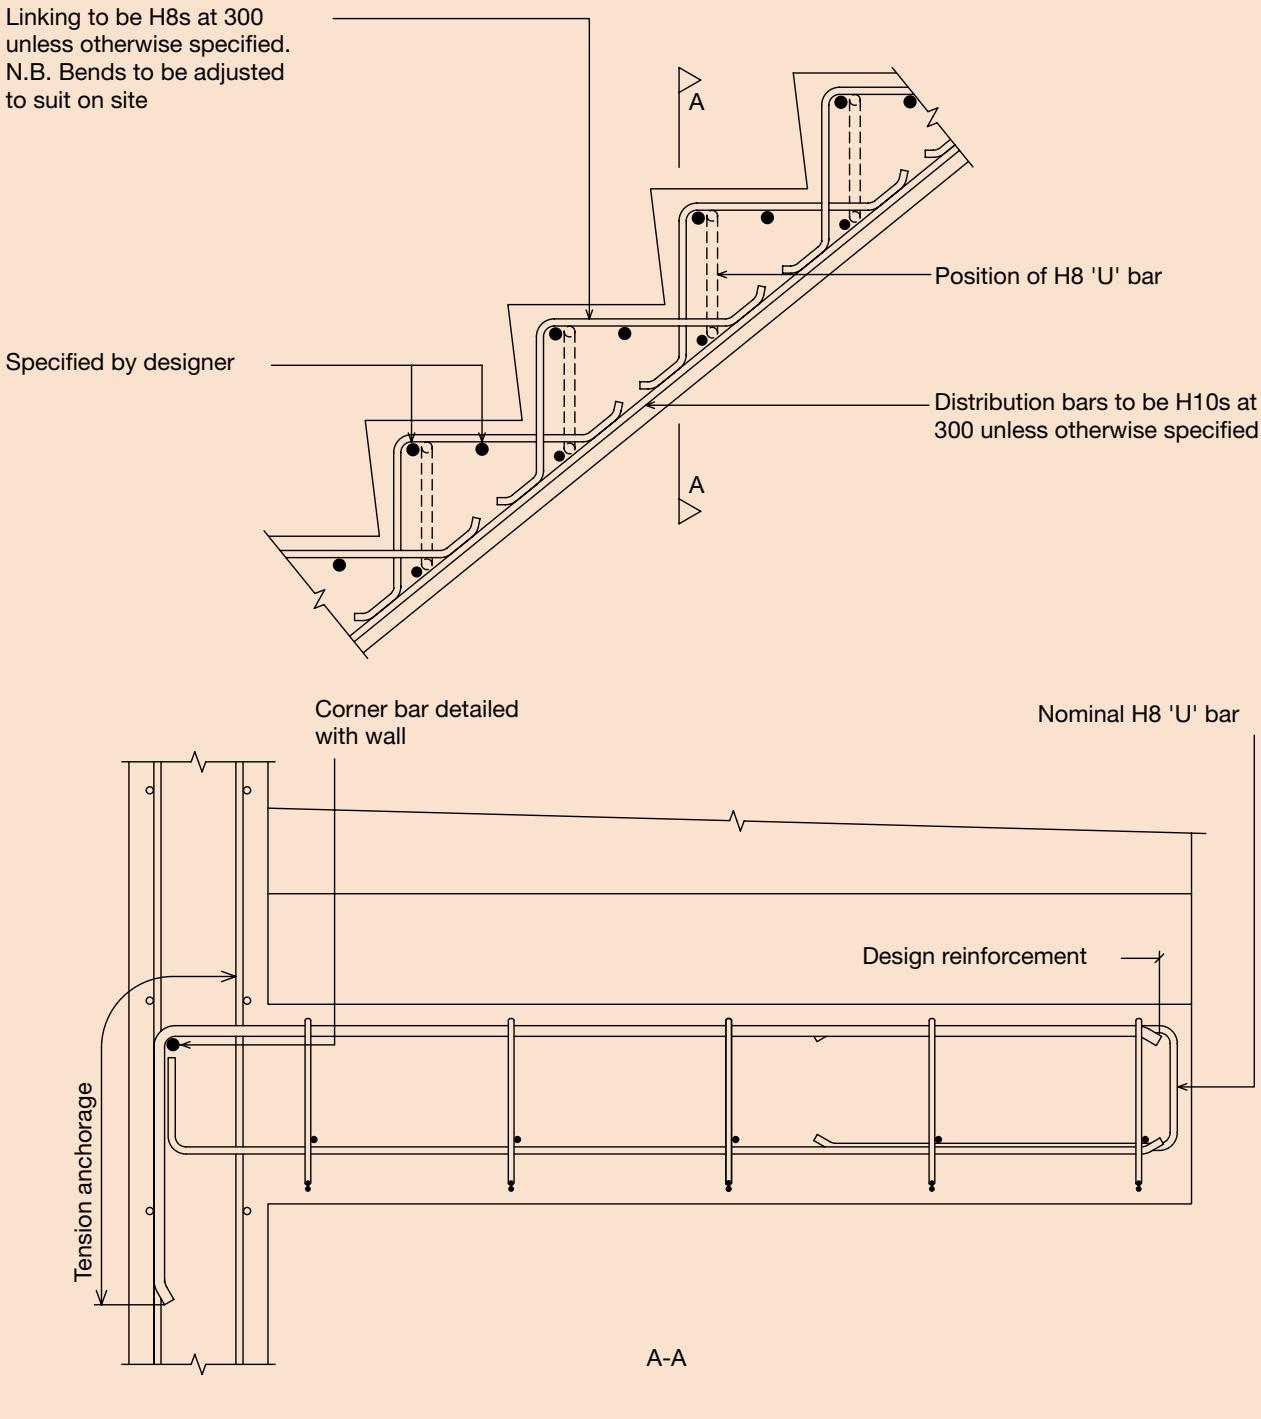 Linking to be H8s at 300
unless otherwise specified.
N.B. Bends to be adjusted
to suit on site
A
Position of H8 'U' bar
Specified by designer
Distribution bars to be H10s at
300 unless otherwise specified
A
Corner bar detailed
with wall
Nominal H8 'U' bar
Design reinforcement
Tension anchorage
A-A